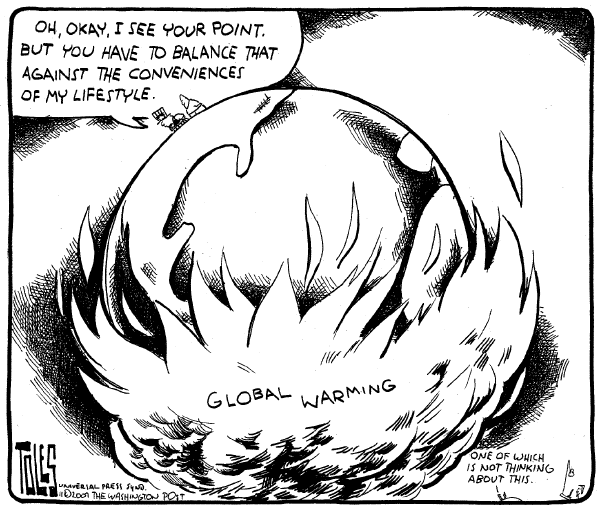 OH, OKAY, I SEE YOUR POINT.
BUT YOU HAVE TO BALANCE THAT
AGAINST THE CONVENIENCES
OF MY LIFESTYLE.
GLOBAL WARMING
ONE OF WHICH
IS NOT THINKING
ABOUT THIS.
TOLES
UNIVERSAL PRESS SYND.
©2009 THE WASHINGTON POST